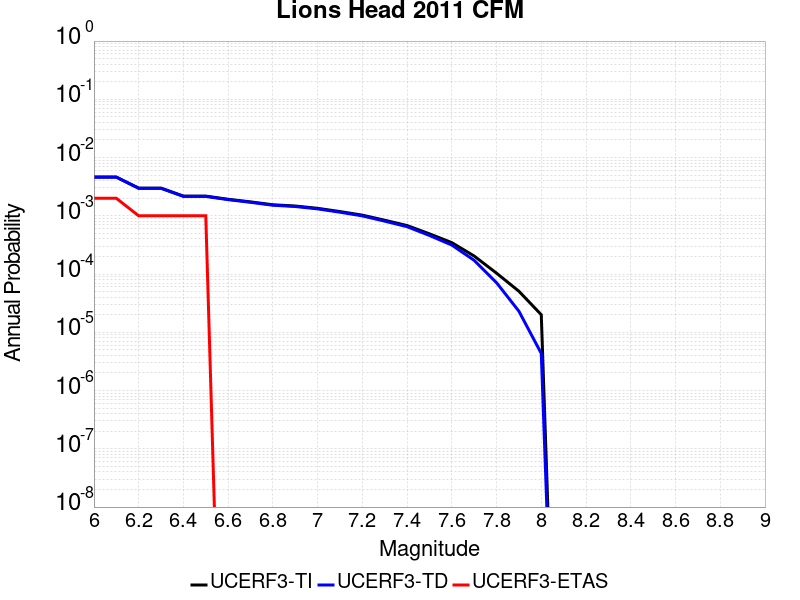 Lions Head 2011 CFM
10^0
10^-1
10^-2
10^-3
10^-4
10^-5
10^-6
10^-7
10^-8
Annual Probability
6 6.2 6.4 6.6 6.8 7 7.2 7.4 7.6 7.8 8 8.2 8.4 8.6 8.8 9
Magnitude
UCERF3-TI UCERF3-TD UCERF3-ETAS